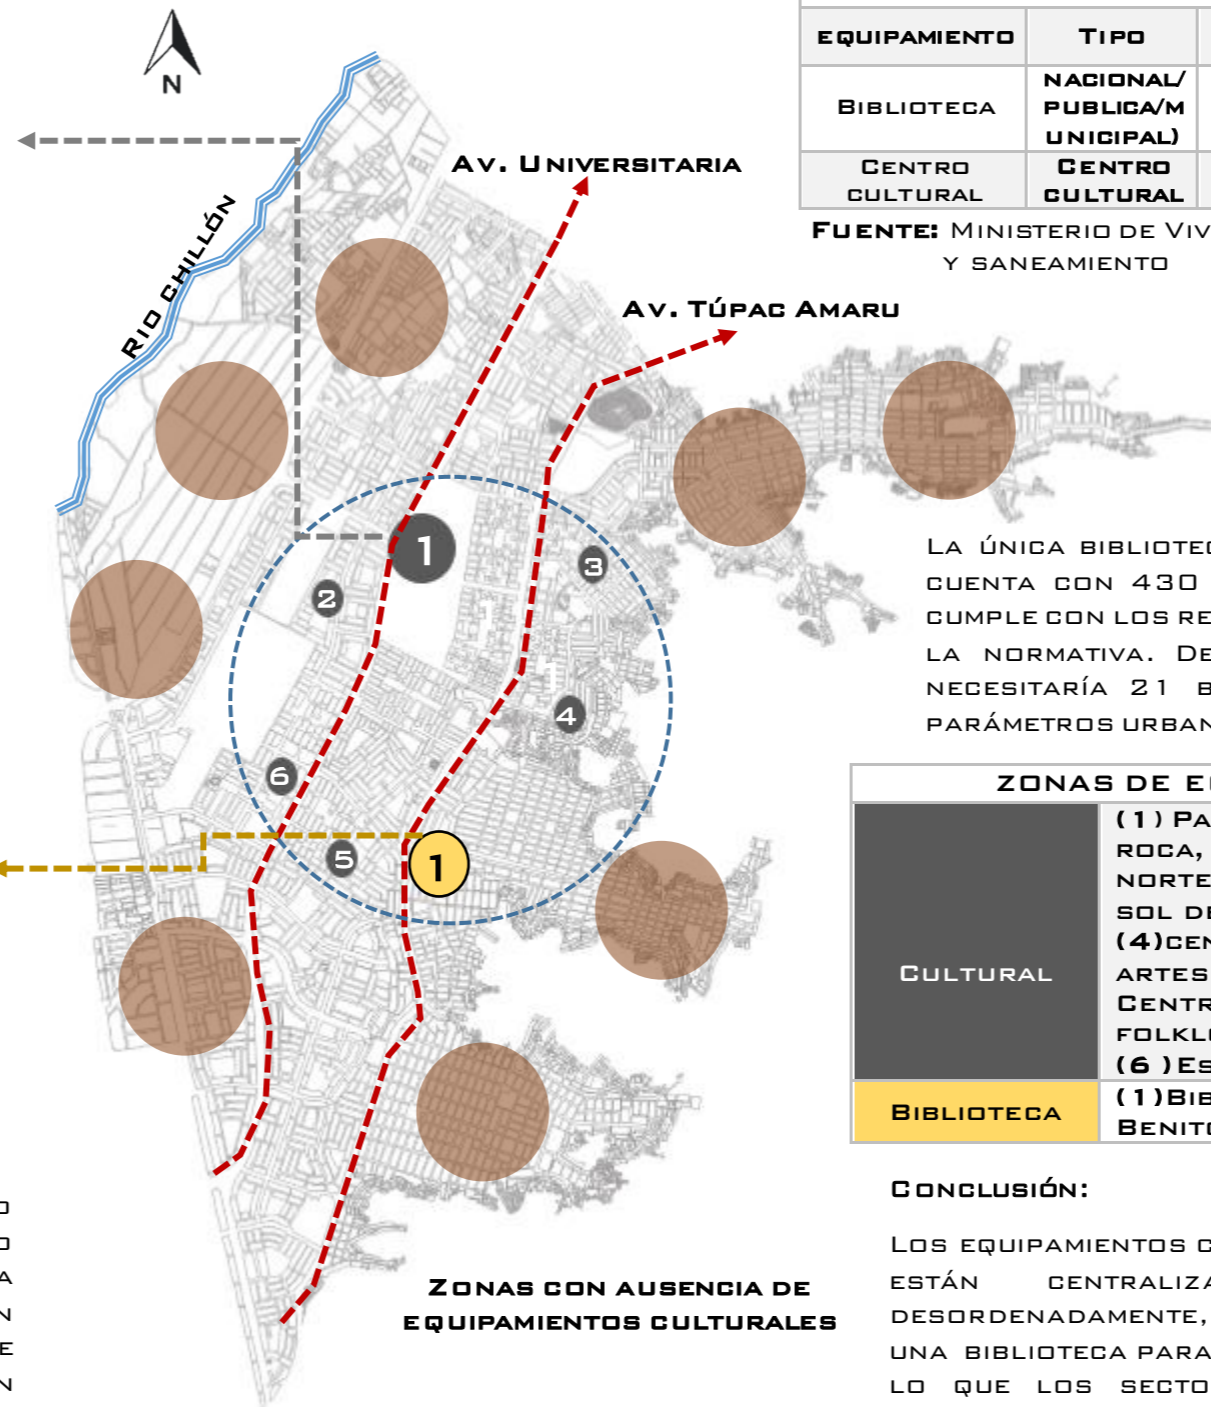 EQUIPAMIENTO TIPO
BIBLIOTECA NACIONAL/
PUBLICA/M
UNICIPAL)
CENTRO CULTURAL CENTRO CULTURAL
FUENTE: MINISTERIO DE VIV
Y SANEAMIENTO
N
AV. UNIVERSITARIA
RIO CHILLÓN
AV. TÚPAC AMARU
1
2
3
1
1
4
6
5
1
LA ÚNICA BIBLIOTEC
CUENTA CON 430
CUMPLE CON LOS RE
LA NORMATIVA. DE
NECESITARÍA 21 B
PARÁMETROS URBAN
ZONAS DE E
CULTURAL
(1) PA
ROCA,
NORTE
SOL DE
(4)CEN
ARTES
CENTR
FOLKL
(6 )ES
BIBLIOTECA
(1)BIB
BENITO
CONCLUSIÓN:
LOS EQUIPAMIENTOS C
ESTÁN CENTRALIZA
DESORDENADAMENTE,
UNA BIBLIOTECA PARA
LO QUE LOS SECTO
ZONAS CON AUSENCIA DE
EQUIPAMIENTOS CULTURALES
O
O
A
N
E
N